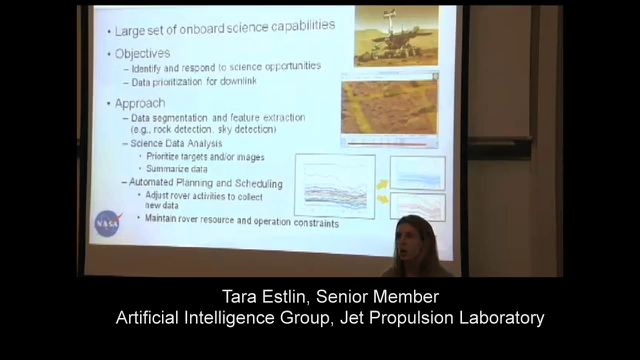 • Large set of onboard science capabilities
• Objectives
– Identify and respond to science opportunities
– Data prioritization for downlink
• Approach
– Data segmentation and feature extraction
(e.g., rock detection, sky detection)
– Science Data Analysis
• Prioritize targets and/or images
• Summarize data
– Automated Planning and Scheduling
• Adjust rover activities to collect
new data
• Maintain rover resource and operation constraints
NASA
Tara Estlin, Senior Member
Artificial Intelligence Group, Jet Propulsion Laboratory